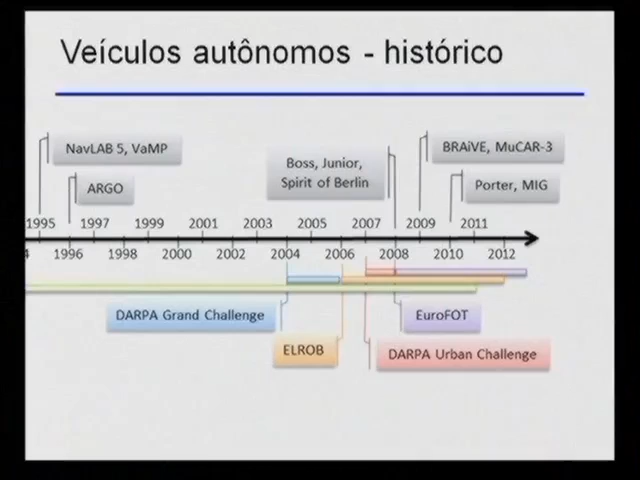 Veículos autônomos - histórico
NavLAB 5, VaMP
ARGO
Boss, Junior,
Spirit of Berlin
BRAiVE, MuCAR-3
Porter, MIG
1995 1997 1999 2001 2003 2005 2007 2009 2011
4 1996 1998 2000 2002 2004 2006 2008 2010 2012
DARPA Grand Challenge
EuroFOT
ELROB
DARPA Urban Challenge